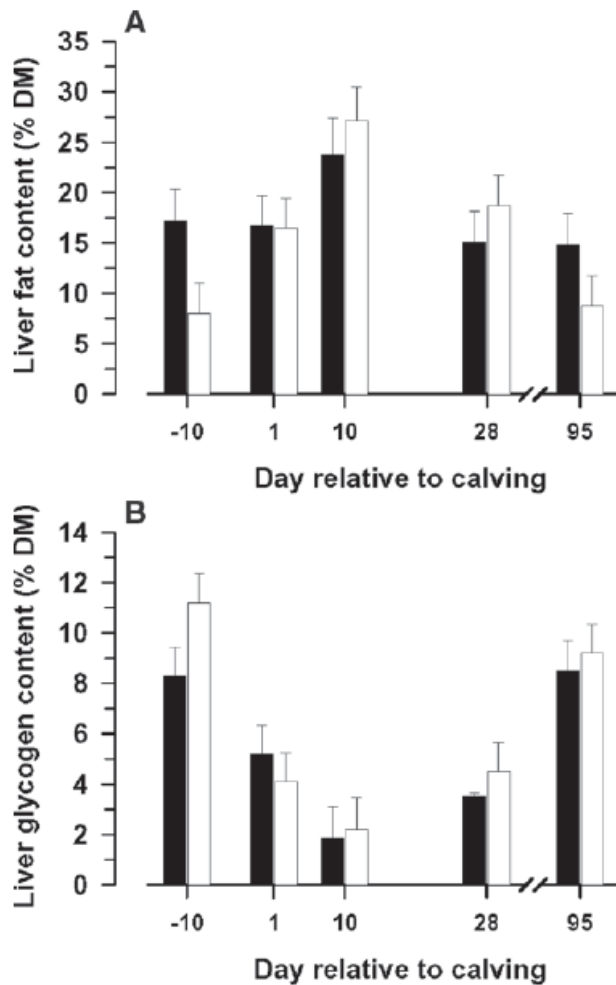 A
Liver fat content (% DM)
35
30
25
20
15
10
5
0
-10 1 10 28 95
Day relative to calving
B
Liver glycogen content (% DM)
14
12
10
8
6
4
2
0
-10 1 10 28 95
Day relative to calving